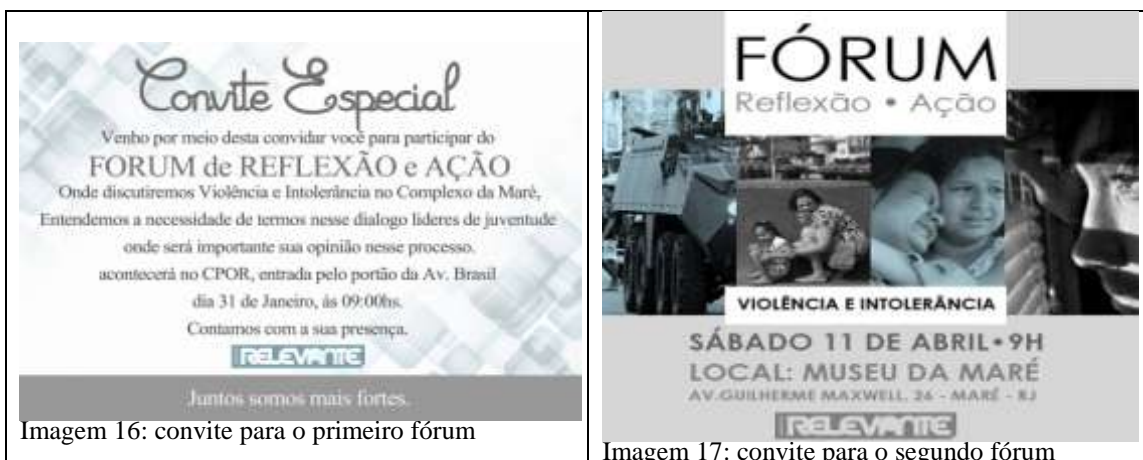 Convite Especial
Venho por meio desta convidar você para participar do
FORUM de REFLEXÃO e AÇÃO
Onde discutiremos Violência e Intolerância no Complexo da Maré,
Entendemos a necessidade de termos nesse dialogo lideres de juventude
onde será importante sua opinião nesse processo.
acontecerá no CPOR, entrada pelo portão da Av. Brasil
dia 31 de Janeiro, ás 09:00hs.
Contamos com a sua presença.
RELEVANTE
Juntos somos mais fortes.
Imagem 16: convite para o primeiro fórum
FÓRUM
Reflexão • Ação
VIOLÊNCIA E INTOLERÂNCIA
SÁBADO 11 DE ABRIL • 9H
LOCAL: MUSEU DA MARÉ
AV.GUILHERME MAXWELL, 26 - MARÉ - RJ
RELEVANTE
Imagem 17: convite para o segundo fórum